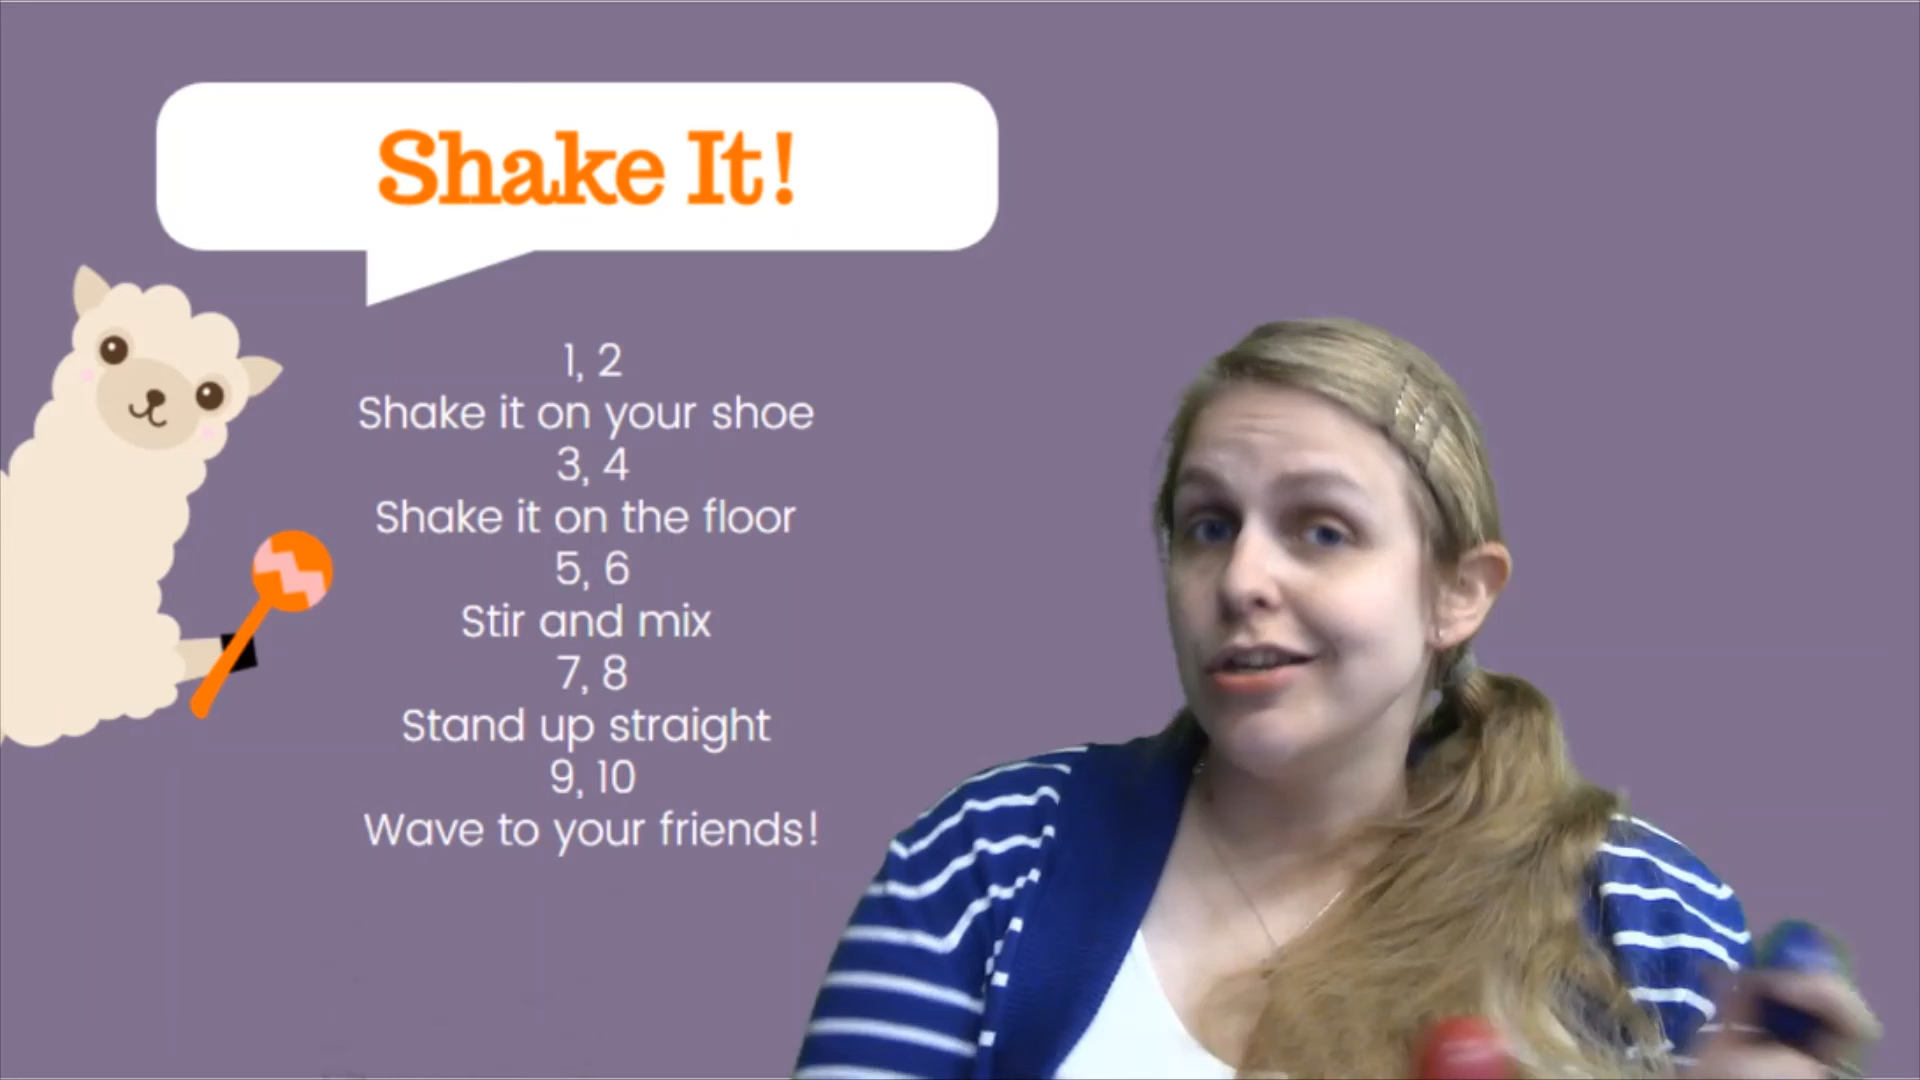 Shake It!
1, 2
Shake it on your shoe
3, 4
Shake it on the floor
5, 6
Stir and mix
7, 8
Stand up straight
9, 10
Wave to your friends!